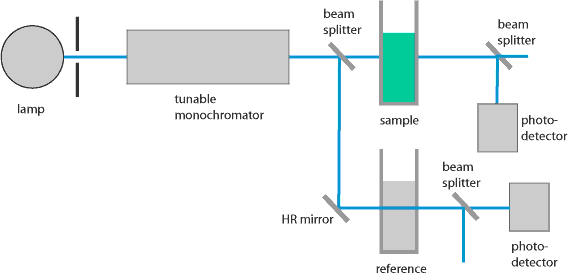 beam
splitter
beam
splitter
lamp
tunable
monochromator
sample
photo-
detector
beam
splitter
HR mirror
photo-
detector
reference